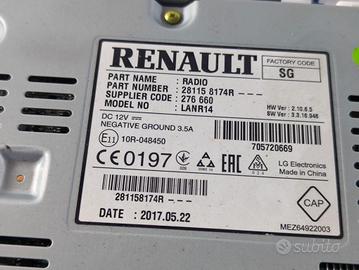 RENAULT
FACTORY CODE
SG
PART NAME : RADIO
PART NUMBER : 28115 8174R - - -
SUPPLIER CODE : 276 660
MODEL NO : LANR14
HW Ver : 2.10.6.5
SW Ver : 3.3.16.946
DC 12V
NEGATIVE GROUND 3.5A
705720669
E11 10R-048450
CE0197
LG Electronics
Made in China
281158174R - - -
CAP
DATE : 2017.05.22
MEZ64922003
subito